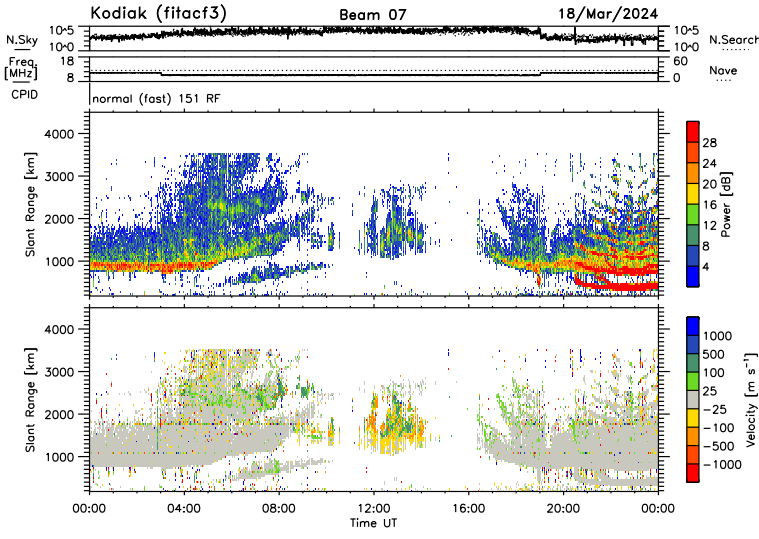 Kodiak (fitacf3) Beam 07 18/Mar/2024
N.Sky 10^5 10^5 N.Search
10^0 10^0
Freq. 18 60
[MHz] 8 0 Nave
CPID normal (fast) 151 RF
Slant Range [km]
4000
3000
2000
1000
28
24
20
16
12
8
4
Power [dB]
Slant Range [km]
4000
3000
2000
1000
1000
500
100
25
−25
−100
−500
−1000
Velocity [m s⁻¹]
00:00 04:00 08:00 12:00 16:00 20:00 00:00
Time UT